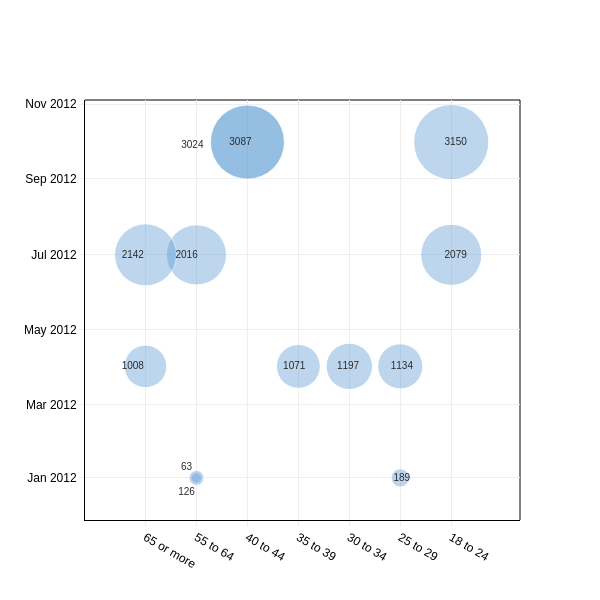 Nov 2012
3087
3150
3024
Sep 2012
Jul 2012
2142
2016
2079
May 2012
1008
1071
1197
1134
Mar 2012
63
Jan 2012
189
126
65 or more
55 to 64
40 to 44
35 to 39
30 to 34
25 to 29
18 to 24